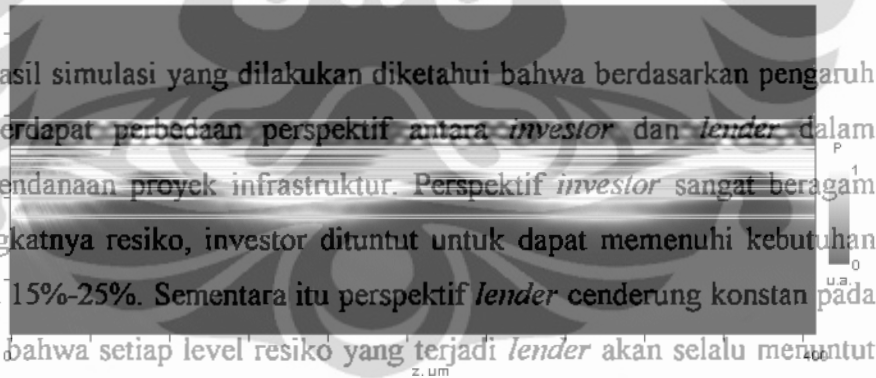 asil simulasi yang dilakukan diketahui bahwa berdasarkan pengaruh
erdapat perbedaan perspektif antara investor dan lender dalam
P
endanaan proyek infrastruktur. Perspektif investor sangat beragam
1
gkatnya resiko, investor dituntut untuk dapat memenuhi kebutuhan
0
u.a.
15%-25%. Sementara itu perspektif lender cenderung konstan pada
bahwa setiap level resiko yang terjadi lender akan selalu menuntut
0
400
z, um